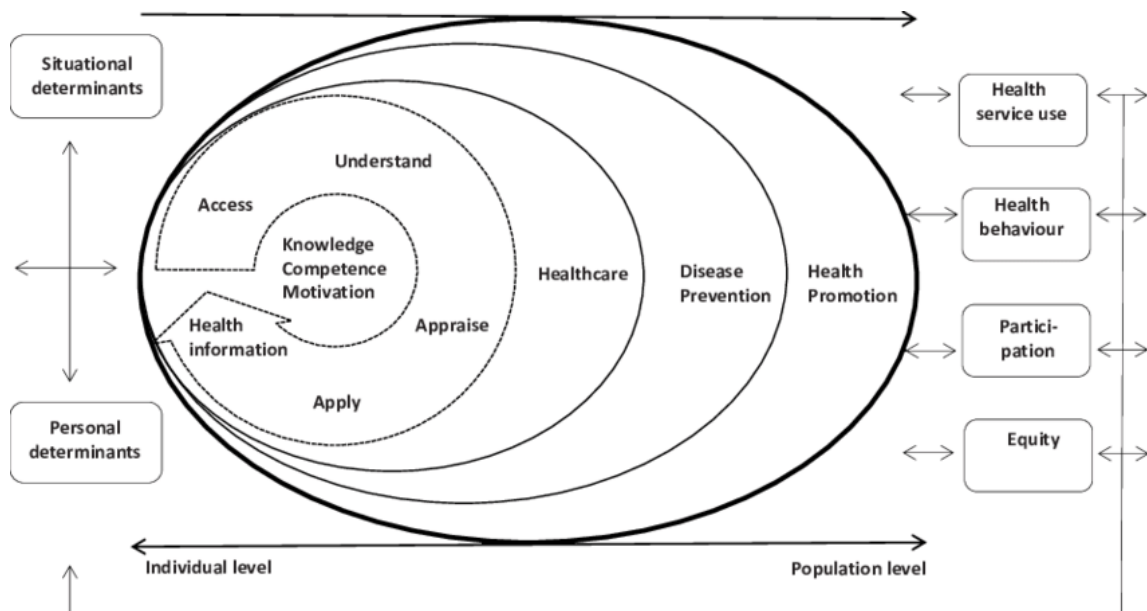 Situational
determinants
Health
service use
Understand
Access
Health
behaviour
Knowledge
Competence
Motivation
Healthcare
Disease
Prevention
Health
Promotion
Health
information
Appraise
Partici-
pation
Apply
Personal
determinants
Equity
Individual level
Population level